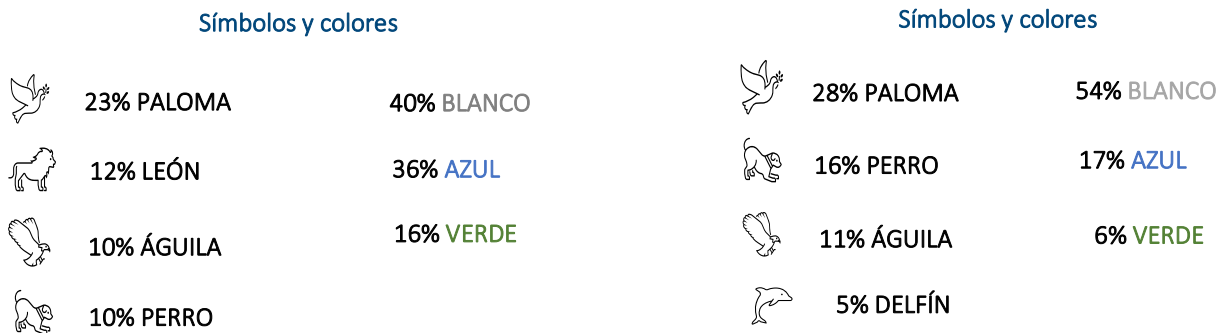 Símbolos y colores
23% PALOMA
40% BLANCO
12% LEÓN
36% AZUL
10% ÁGUILA
16% VERDE
10% PERRO
Símbolos y colores
28% PALOMA
54% BLANCO
16% PERRO
17% AZUL
11% ÁGUILA
6% VERDE
5% DELFÍN